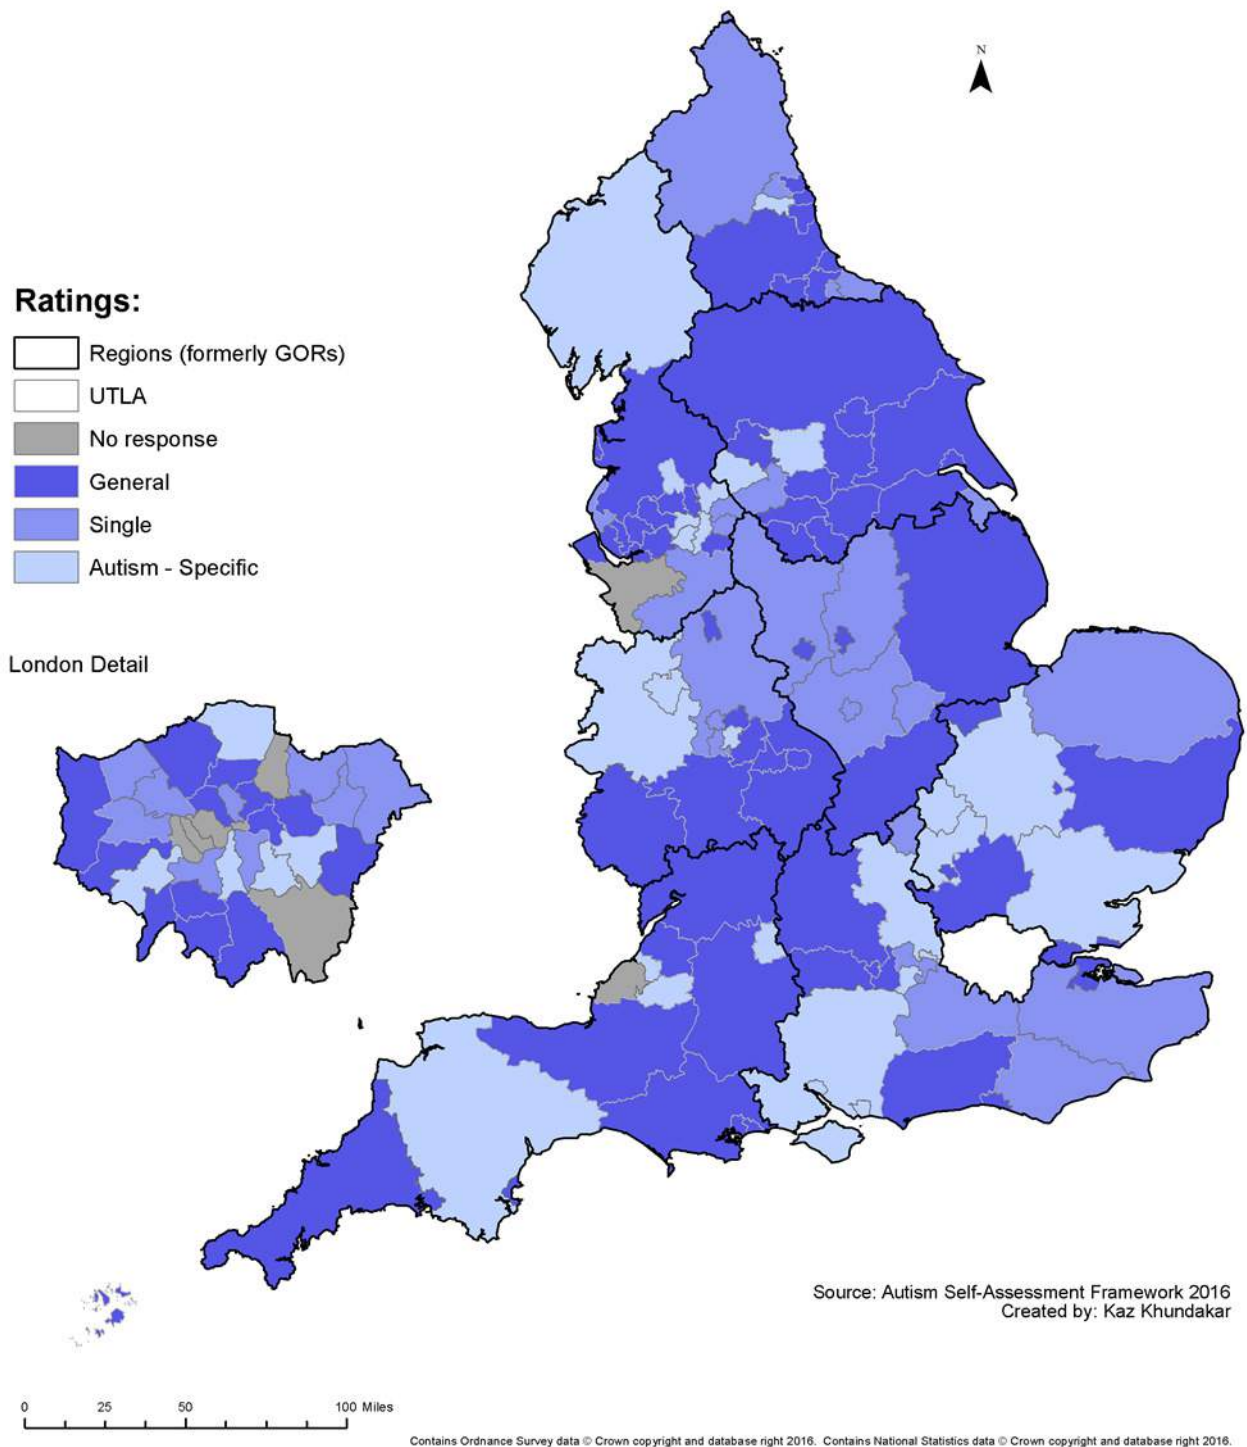 N
Ratings:
Regions (formerly GORs)
UTLA
No response
General
Single
Autism - Specific
London Detail
Source: Autism Self-Assessment Framework 2016
Created by: Kaz Khundakar
0 25 50 100 Miles
Contains Ordnance Survey data © Crown copyright and database right 2016. Contains National Statistics data © Crown copyright and database right 2016.